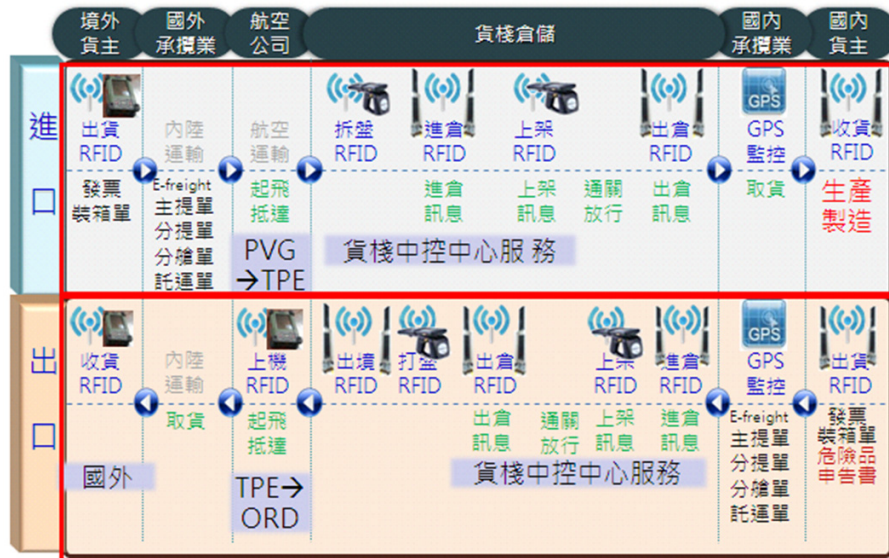 境外
貨主
國外
承攬業
航空
公司
貨棧倉儲
國內
承攬業
國內
貨主
進
口
出貨
RFID
內陸
運輸
航空
運輸
拆盤
RFID
進倉
RFID
上架
RFID
出倉
RFID
GPS
GPS
監控
收貨
RFID
發票
裝箱單
E-freight
主提單
分提單
分艙單
託運單
起飛
抵達
進倉
訊息
上架
訊息
通關
放行
出倉
訊息
取貨
生產
製造
PVG
→TPE
貨棧中控中心服 務
出
口
收貨
RFID
內陸
運輸
上機
RFID
出境
RFID
打盤
RFID
出倉
RFID
上架
RFID
進倉
RFID
GPS
GPS
監控
出貨
RFID
取貨
起飛
抵達
出倉
訊息
通關
放行
上架
訊息
進倉
訊息
E-freight
主提單
分提單
分艙單
託運單
發票
裝箱單
危險品
申告書
國外
TPE→
ORD
貨棧中控中心服務